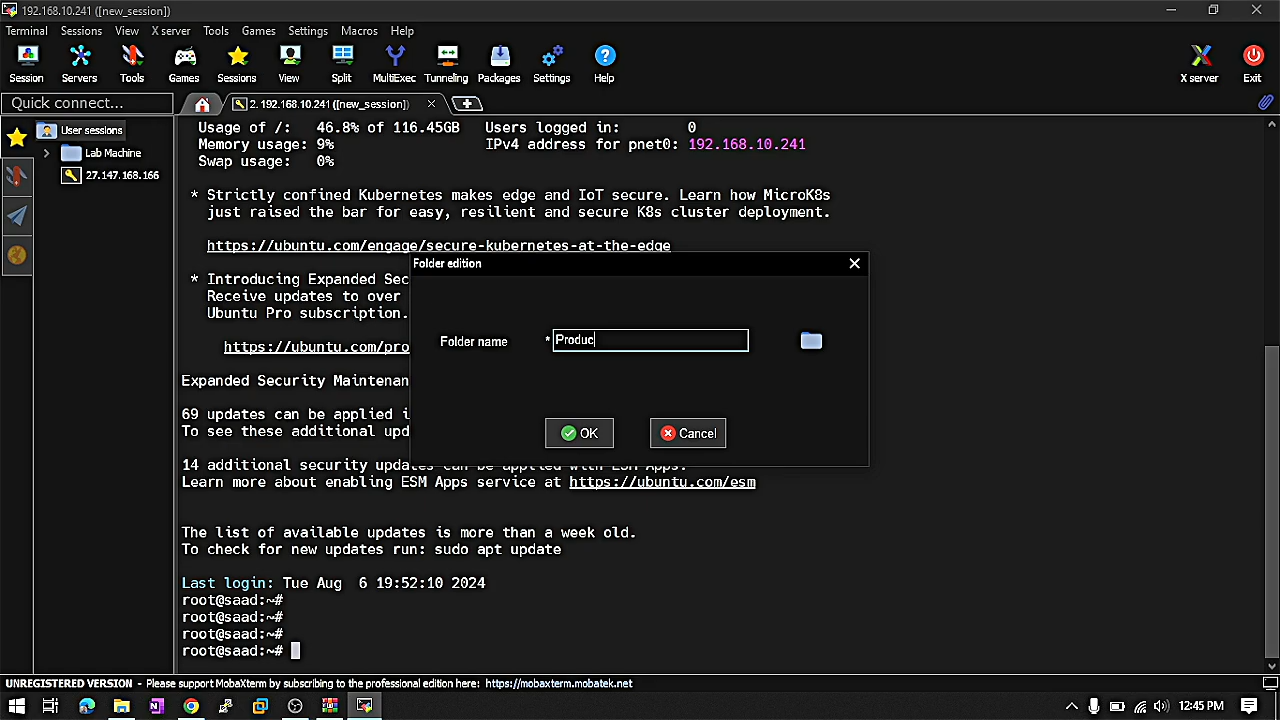 192.168.10.241 ([new_session])
Terminal Sessions View X server Tools Games Settings Macros Help
Session Servers Tools Games Sessions View Split MultiExec Tunneling Packages Settings Help X server Exit
Quick connect... 2. 192.168.10.241 ([new_session])
User sessions
Lab Machine
27.147.168.166
Usage of /: 46.8% of 116.45GB Users logged in: 0
Memory usage: 9% IPv4 address for pnet0: 192.168.10.241
Swap usage: 0%
* Strictly confined Kubernetes makes edge and IoT secure. Learn how MicroK8s
just raised the bar for easy, resilient and secure K8s cluster deployment.
https://ubuntu.com/engage/secure-kubernetes-at-the-edge
* Introducing Expanded Sec
Receive updates to over
Ubuntu Pro subscription.
https://ubuntu.com/pro
Expanded Security Maintenan
69 updates can be applied i
To see these additional upd
14 additional security updates can be applied with ESM Apps.
Learn more about enabling ESM Apps service at https://ubuntu.com/esm
The list of available updates is more than a week old.
To check for new updates run: sudo apt update
Last login: Tue Aug 6 19:52:10 2024
root@saad:~#
root@saad:~#
root@saad:~#
root@saad:~#
Folder edition
Folder name * Produc
OK Cancel
UNREGISTERED VERSION - Please support MobaXterm by subscribing to the professional edition here: https://mobaxterm.mobatek.net
12:45 PM